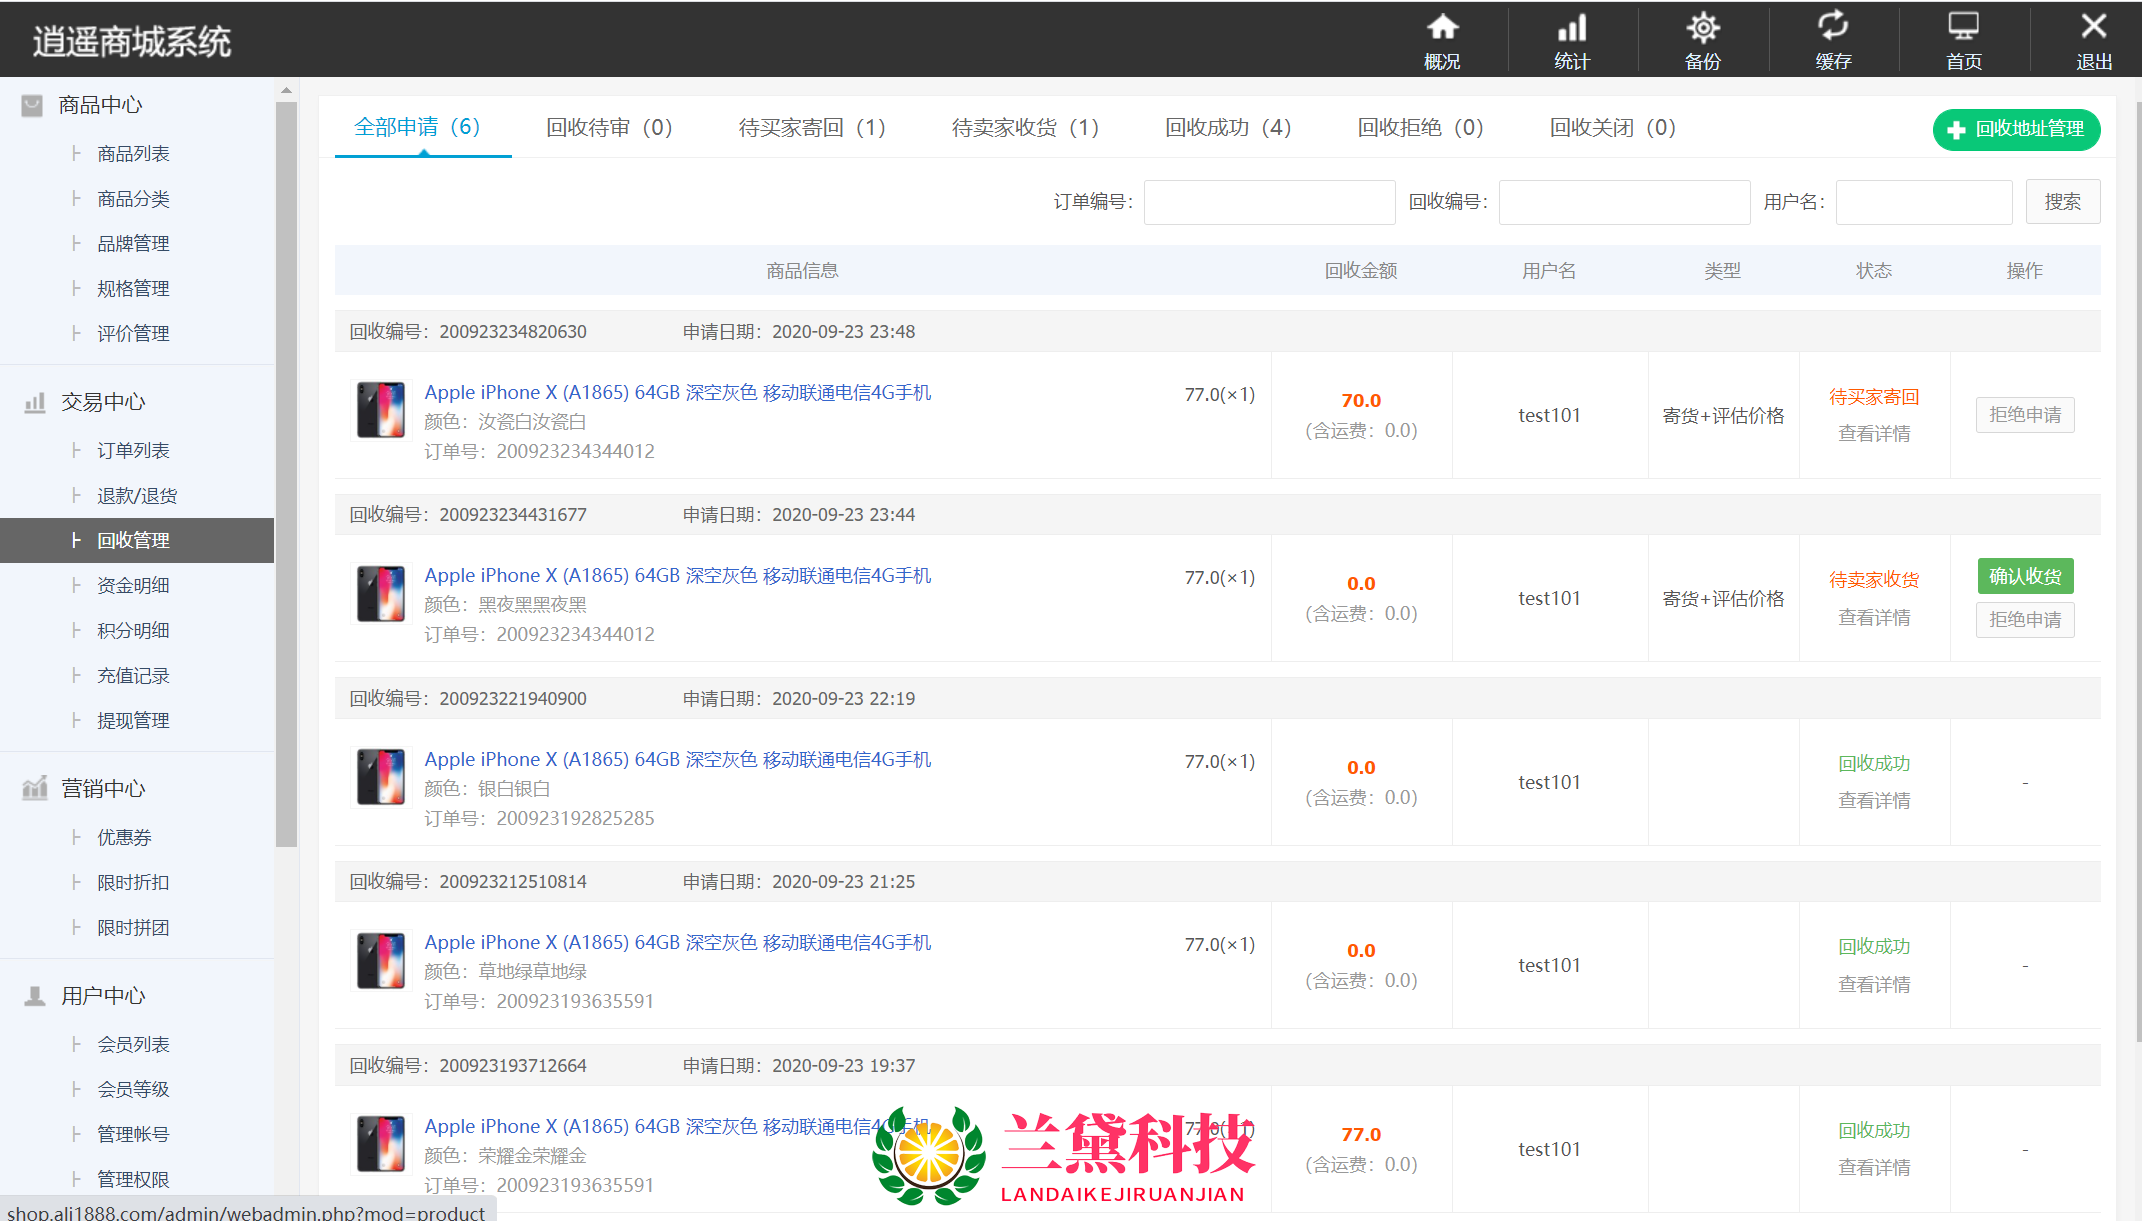 逍遥商城系统
概况 统计 备份 缓存 首页 退出
商品中心
商品列表
商品分类
品牌管理
规格管理
评价管理
交易中心
订单列表
退款/退货
回收管理
资金明细
积分明细
充值记录
提现管理
营销中心
优惠券
限时折扣
限时拼团
用户中心
会员列表
会员等级
管理帐号
管理权限
shop.ali1888.com/admin/webadmin.php?mod=product
全部申请（6） 回收待审（0） 待买家寄回（1） 待卖家收货（1） 回收成功（4） 回收拒绝（0） 回收关闭（0） 回收地址管理
订单编号： 回收编号： 用户名： 搜索
商品信息 回收金额 用户名 类型 状态 操作
回收编号：200923234820630 申请日期：2020-09-23 23:48
Apple iPhone X (A1865) 64GB 深空灰色 移动联通电信4G手机 77.0(×1)
颜色：汝瓷白汝瓷白
订单号：200923234344012
70.0
（含运费：0.0）
test101
寄货+评估价格
待买家寄回
查看详情
拒绝申请
回收编号：200923234431677 申请日期：2020-09-23 23:44
Apple iPhone X (A1865) 64GB 深空灰色 移动联通电信4G手机 77.0(×1)
颜色：黑夜黑黑夜黑
订单号：200923234344012
0.0
（含运费：0.0）
test101
寄货+评估价格
待卖家收货
查看详情
确认收货
拒绝申请
回收编号：200923221940900 申请日期：2020-09-23 22:19
Apple iPhone X (A1865) 64GB 深空灰色 移动联通电信4G手机 77.0(×1)
颜色：银白银白
订单号：200923192825285
0.0
（含运费：0.0）
test101
回收成功
查看详情
-
回收编号：200923212510814 申请日期：2020-09-23 21:25
Apple iPhone X (A1865) 64GB 深空灰色 移动联通电信4G手机 77.0(×1)
颜色：草地绿草地绿
订单号：200923193635591
0.0
（含运费：0.0）
test101
回收成功
查看详情
-
回收编号：200923193712664 申请日期：2020-09-23 19:37
Apple iPhone X (A1865) 64GB 深空灰色 移动联通电信4G手机 77.0(×1)
颜色：荣耀金荣耀金
订单号：200923193635591
77.0
（含运费：0.0）
test101
回收成功
查看详情
-
兰黛科技
LANDAIKEJIRUANJIAN